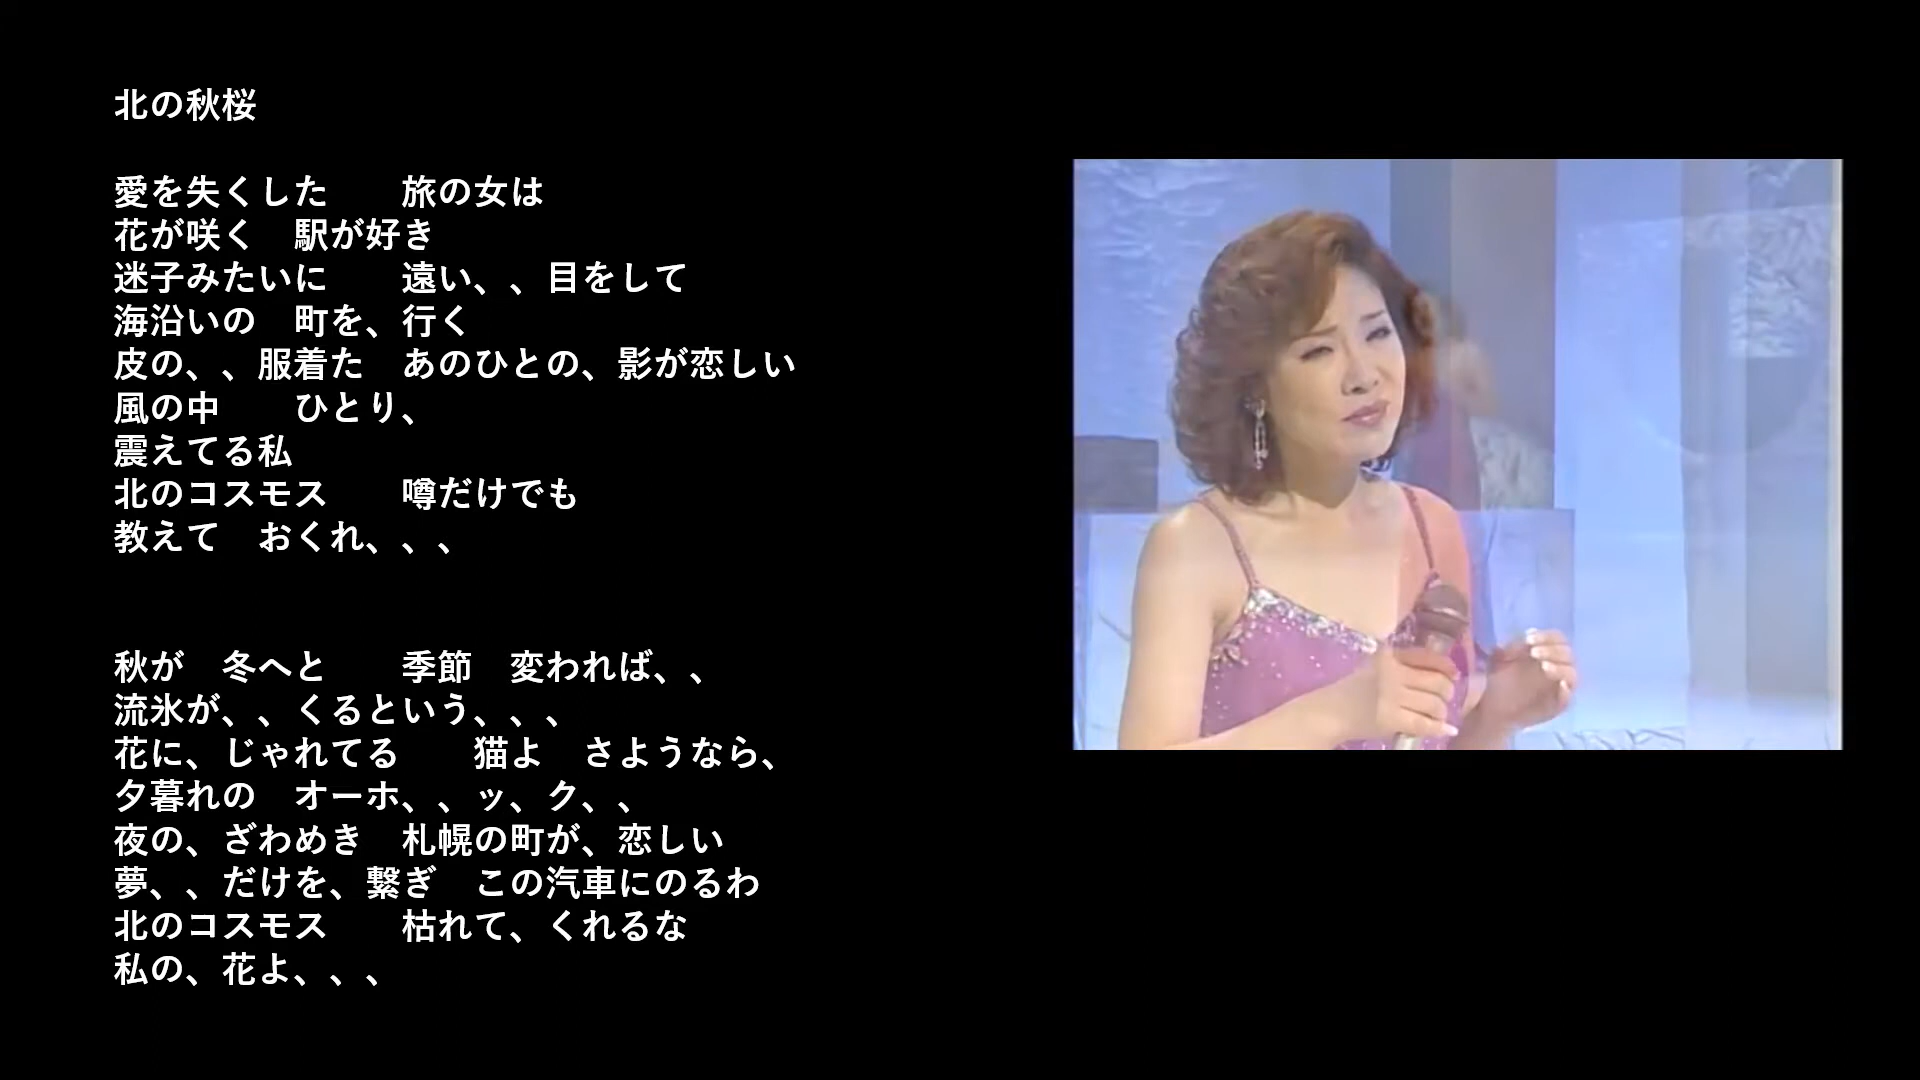 北の秋桜
愛を失くした　　旅の女は
花が咲く　駅が好き
迷子みたいに　　遠い、、目をして
海沿いの　町を、行く
皮の、、服着た　あのひとの、影が恋しい
風の中　　ひとり、
震えてる私
北のコスモス　　噂だけでも
教えて　おくれ、、、
秋が　冬へと　　季節　変われば、、
流氷が、、くるという、、、
花に、じゃれてる　　猫よ　さようなら、
夕暮れの　オーホ、、ッ、ク、、
夜の、ざわめき　札幌の町が、恋しい
夢、、だけを、繋ぎ　この汽車にのるわ
北のコスモス　　枯れて、くれるな
私の、花よ、、、